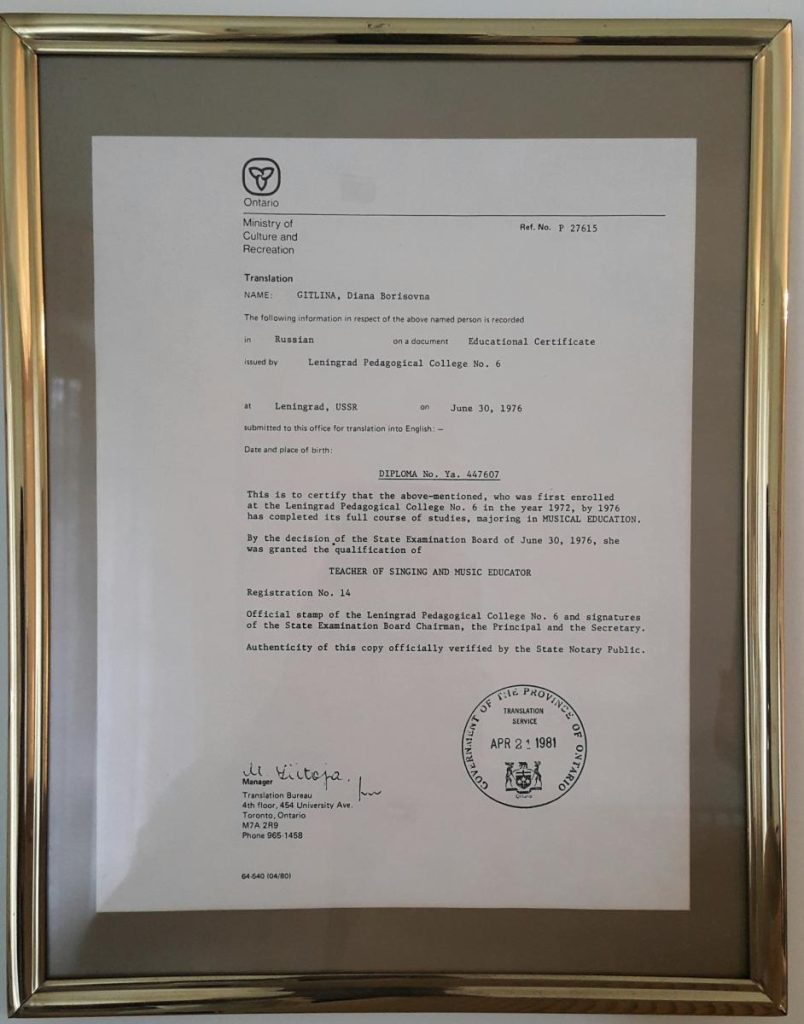 Ontario
Ministry of
Culture and
Recreation
Ref. No. P 27615
Translation
NAME: GITLINA, Diana Borisovna
The following information in respect of the above named person is recorded
in Russian on a document Educational Certificate
issued by Leningrad Pedagogical College No. 6
at Leningrad, USSR on June 30, 1976
submitted to this office for translation into English: —
Date and place of birth:
DIPLOMA No. Ya. 447607
This is to certify that the above-mentioned, who was first enrolled
at the Leningrad Pedagogical College No. 6 in the year 1972, by 1976
has completed its full course of studies, majoring in MUSICAL EDUCATION.
By the decision of the State Examination Board of June 30, 1976, she
was granted the qualification of
TEACHER OF SINGING AND MUSIC EDUCATOR
Registration No. 14
Official stamp of the Leningrad Pedagogical College No. 6 and signatures
of the State Examination Board Chairman, the Principal and the Secretary.
Authenticity of this copy officially verified by the State Notary Public.
GOVERNMENT OF THE PROVINCE OF ONTARIO
TRANSLATION
SERVICE
APR 21 1981
Ontario
Manager
Translation Bureau
4th floor, 454 University Ave.
Toronto, Ontario
M7A 2R9
Phone 965-1458
64-540 (04/80)